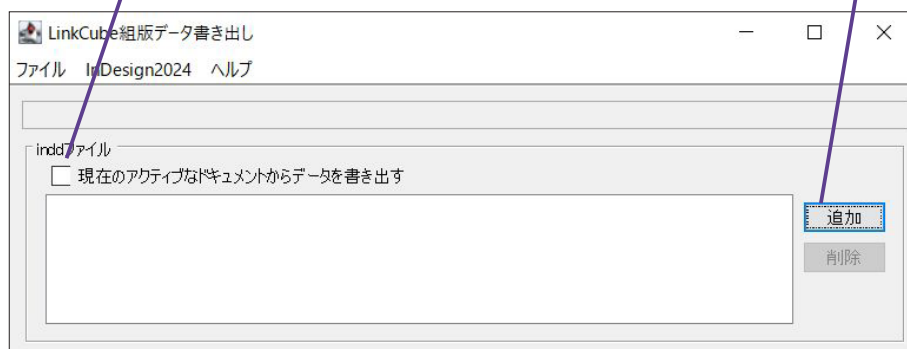 LinkCube組版データ書き出し
ファイル InDesign2024 ヘルプ
inddファイル
現在のアクティブなドキュメントからデータを書き出す
追加
削除